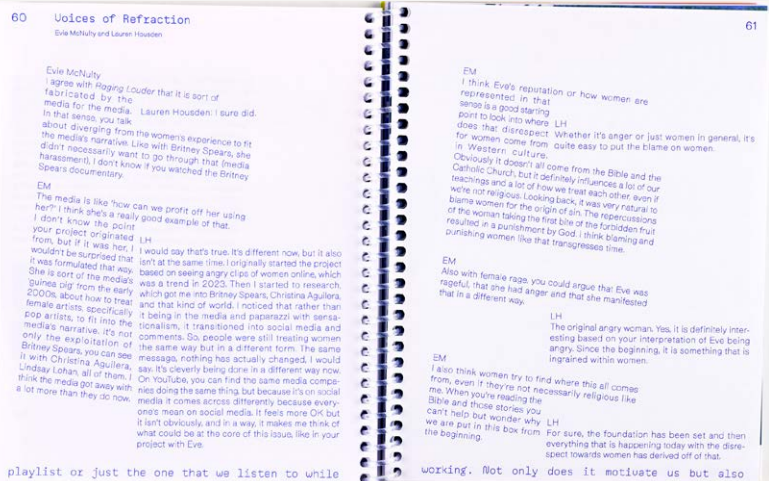 60
Voices of Refraction
Evie McNulty and Lauren Housden
Evie McNulty
I agree with Raging Louder that it is sort of
fabricated by the
media for the media.
In that sense, you talk
about diverging from the women's experience to fit
the media's narrative. Like with Britney Spears, she
didn't necessarily want to go through that (media
harassment), I don't know if you watched the Britney
Spears documentary.
Lauren Housden: I sure did.
EM
The media is like 'how can we profit off her using
her?' I think she's a really good example of that.
I don't know the point
your project originated
from, but if it was her, I
wouldn't be surprised that
it was formulated that way.
She is sort of the media's
'guinea pig' from the early
2000s, about how to treat
female artists, specifically
pop artists, to fit into the
media's narrative. It's not
only the exploitation of
Britney Spears, you can see
it with Christina Aguilera,
Lindsay Lohan, all of them. I
think the media got away with
a lot more than they do now.
LH
I would say that's true. It's different now, but it also
isn't at the same time. I originally started the project
based on seeing angry clips of women online, which
was a trend in 2023. Then I started to research,
which got me into Britney Spears, Christina Aguilera,
and that kind of world. I noticed that rather than
it being in the media and paparazzi with sensa-
tionalism, it transitioned into social media and
comments. So, people were still treating women
the same way but in a different form. The same
message, nothing has actually changed, I would
say. It's cleverly being done in a different way now.
On YouTube, you can find the same media compa-
nies doing the same thing, but because it's on social
media it comes across differently because every-
one's mean on social media. It feels more OK but
it isn't obviously, and in a way, it makes me think of
what could be at the core of this issue, like in your
project with Eve.
playlist or just the one that we listen to while
61
EM
I think Eve's reputation or how women are
represented in that
sense is a good starting
point to look into where
does that disrespect
for women come from
in Western culture.
Obviously it doesn't all come from the Bible and the
Catholic Church, but it definitely influences a lot of our
teachings and a lot of how we treat each other, even if
we're not religious. Looking back, it was very natural to
blame women for the origin of sin. The repercussions
of the woman taking the first bite of the forbidden fruit
resulted in a punishment by God. I think blaming and
punishing women like that transgresses time.
LH
Whether it's anger or just women in general, it's
quite easy to put the blame on women.
EM
Also with female rage, you could argue that Eve was
rageful, that she had anger and that she manifested
that in a different way.
LH
The original angry woman. Yes, it is definitely inter-
esting based on your interpretation of Eve being
angry. Since the beginning, it is something that is
ingrained within women.
EM
I also think women try to find where this all comes
from, even if they're not necessarily religious like
me. When you're reading the
Bible and those stories you
can't help but wonder why
we are put in this box from
the beginning.
LH
For sure, the foundation has been set and then
everything that is happening today with the disre-
spect towards women has derived off of that.
working. Not only does it motivate us but also